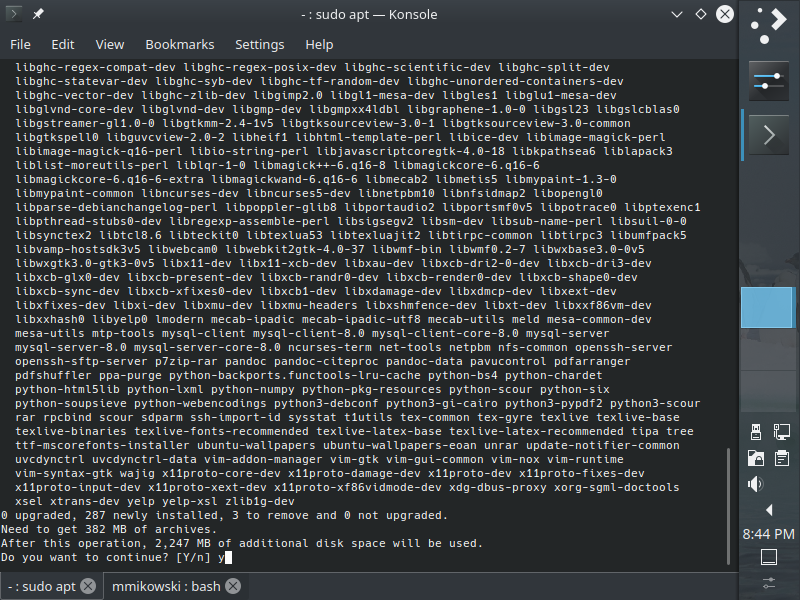 - : sudo apt — Konsole
File Edit View Bookmarks Settings Help
libghc-regex-compat-dev libghc-regex-posix-dev libghc-scientific-dev libghc-split-dev
libghc-statevar-dev libghc-syb-dev libghc-tf-random-dev libghc-unordered-containers-dev
libghc-vector-dev libghc-zlib-dev libgimp2.0 libgl1-mesa-dev libgles1 libglu1-mesa-dev
libglvnd-core-dev libglvnd-dev libgmp-dev libgmpxx4ldbl libgraphene-1.0-0 libgsl23 libgslcblas0
libgstreamer-gl1.0-0 libgtkmm-2.4-1v5 libgtksourceview-3.0-1 libgtksourceview-3.0-common
libgtkspell0 libguvcview-2.0-2 libheif1 libhtml-template-perl libice-dev libimage-magick-perl
libimage-magick-q16-perl libio-string-perl libjavascriptcoregtk-4.0-18 libkpathsea6 liblapack3
liblist-moreutils-perl liblqr-1-0 libmagick++-6.q16-8 libmagickcore-6.q16-6
libmagickcore-6.q16-6-extra libmagickwand-6.q16-6 libmecab2 libmetis5 libmypaint-1.3-0
libmypaint-common libncurses-dev libncurses5-dev libnetpbm10 libnfsidmap2 libopengl0
libparse-debianchangelog-perl libpoppler-glib8 libportaudio2 libportsmf0v5 libpotrace0 libptexenc1
libpthread-stubs0-dev libregexp-assemble-perl libsigsegv2 libsm-dev libsub-name-perl libsuil-0-0
libsynctex2 libtcl8.6 libteckit0 libtexlua53 libtexluajit2 libtirpc-common libtirpc3 libumfpack5
libvamp-hostsdk3v5 libwebcam0 libwebkit2gtk-4.0-37 libwmf-bin libwmf0.2-7 libwxbase3.0-0v5
libwxgtk3.0-gtk3-0v5 libx11-dev libx11-xcb-dev libxau-dev libxcb-dri2-0-dev libxcb-dri3-dev
libxcb-glx0-dev libxcb-present-dev libxcb-randr0-dev libxcb-render0-dev libxcb-shape0-dev
libxcb-sync-dev libxcb-xfixes0-dev libxcb1-dev libxdamage-dev libxdmcp-dev libxext-dev
libxfixes-dev libxi-dev libxmu-dev libxmu-headers libxshmfence-dev libxt-dev libxxf86vm-dev
libxxhash0 libyelp0 lmodern mecab-ipadic mecab-ipadic-utf8 mecab-utils meld mesa-common-dev
mesa-utils mtp-tools mysql-client mysql-client-8.0 mysql-client-core-8.0 mysql-server
mysql-server-8.0 mysql-server-core-8.0 ncurses-term net-tools netpbm nfs-common openssh-server
openssh-sftp-server p7zip-rar pandoc pandoc-citeproc pandoc-data pavucontrol pdfarranger
pdfshuffler ppa-purge python-backports.functools-lru-cache python-bs4 python-chardet
python-html5lib python-lxml python-numpy python-pkg-resources python-scour python-six
python-soupsieve python-webencodings python3-debconf python3-gi-cairo python3-pypdf2 python3-scour
rar rpcbind scour sdparm ssh-import-id sysstat t1utils tex-common tex-gyre texlive texlive-base
texlive-binaries texlive-fonts-recommended texlive-latex-base texlive-latex-recommended tipa tree
ttf-mscorefonts-installer ubuntu-wallpapers ubuntu-wallpapers-eoan unrar update-notifier-common
uvcdynctrl uvcdynctrl-data vim-addon-manager vim-gtk vim-gui-common vim-nox vim-runtime
vim-syntax-gtk wajig x11proto-core-dev x11proto-damage-dev x11proto-dev x11proto-fixes-dev
x11proto-input-dev x11proto-xext-dev x11proto-xf86vidmode-dev xdg-dbus-proxy xorg-sgml-doctools
xsel xtrans-dev yelp yelp-xsl zlib1g-dev
0 upgraded, 287 newly installed, 3 to remove and 0 not upgraded.
Need to get 382 MB of archives.
After this operation, 2,247 MB of additional disk space will be used.
Do you want to continue? [Y/n] y
- : sudo apt
mmikowski : bash
8:44 PM